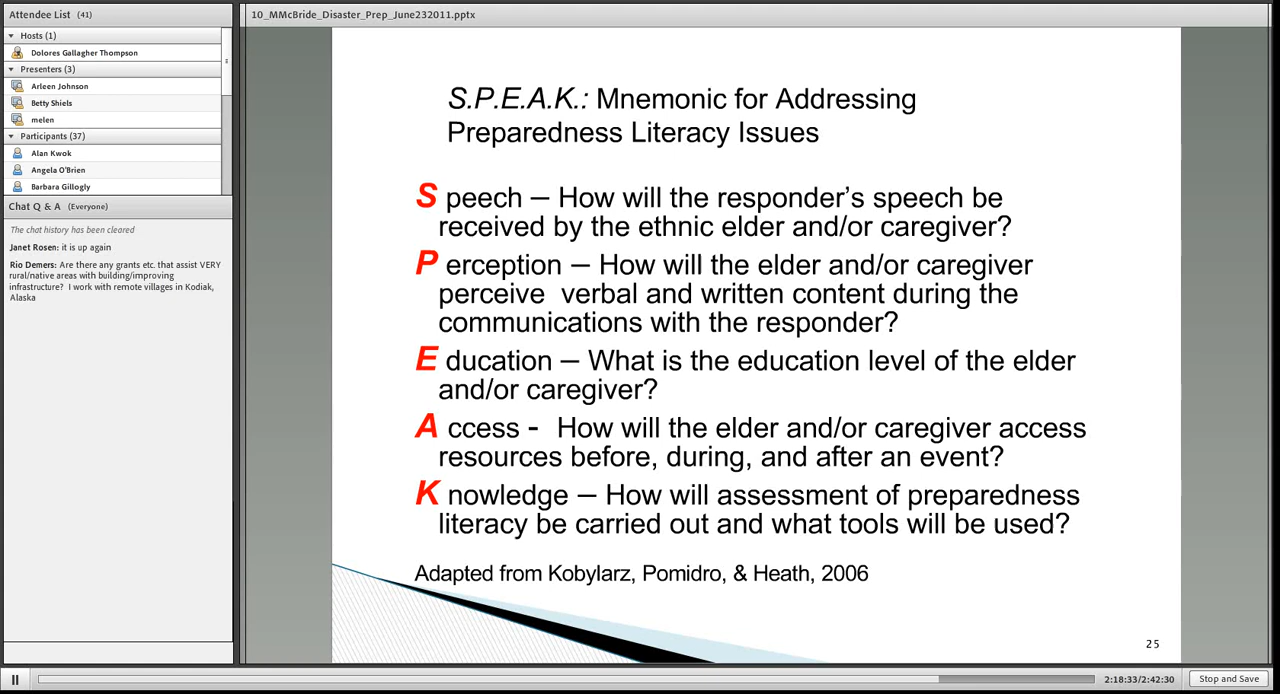 Attendee List (41)
Hosts (1)
Dolores Gallagher Thompson
Presenters (3)
Arleen Johnson
Betty Shiels
melen
Participants (37)
Alan Kwok
Angela O'Brien
Barbara Gillogly
Chat Q & A (Everyone)
The chat history has been cleared
Janet Rosen: it is up again
Rio Demers: Are there any grants etc. that assist VERY
rural/native areas with building/improving
infrastructure? I work with remote villages in Kodiak,
Alaska
10_MMcBride_Disaster_Prep_June232011.pptx
S.P.E.A.K.: Mnemonic for Addressing
Preparedness Literacy Issues
S peech – How will the responder's speech be
received by the ethnic elder and/or caregiver?
P erception – How will the elder and/or caregiver
perceive verbal and written content during the
communications with the responder?
E ducation – What is the education level of the elder
and/or caregiver?
A ccess - How will the elder and/or caregiver access
resources before, during, and after an event?
K nowledge – How will assessment of preparedness
literacy be carried out and what tools will be used?
Adapted from Kobylarz, Pomidro, & Heath, 2006
25
2:18:33/2:42:30
Stop and Save